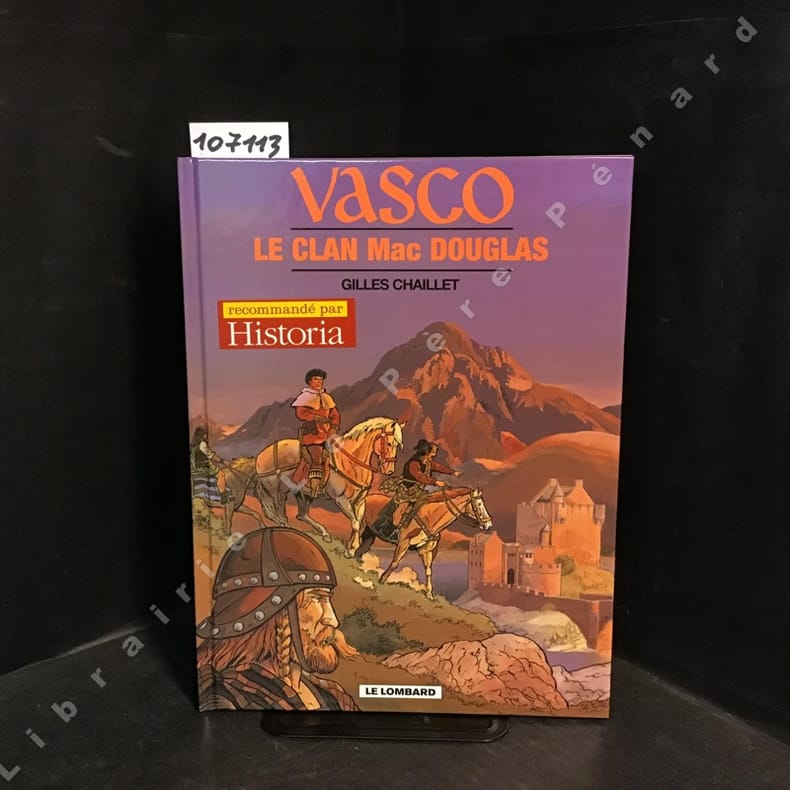 107113
VASCO
LE CLAN Mac DOUGLAS
GILLES CHAILLET
recommandé par
Historia
LE LOMBARD
Librairie Le Père Pénard